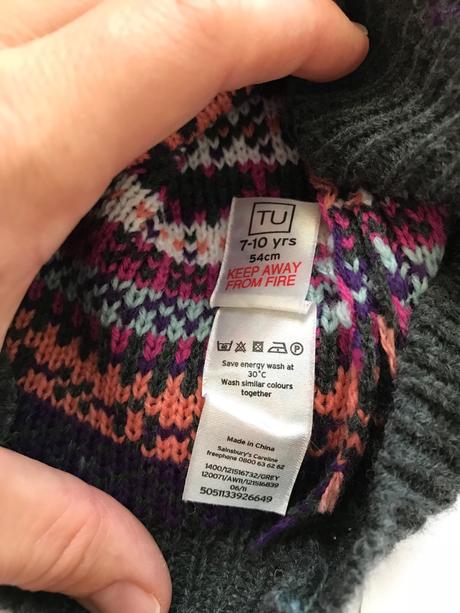 TU
7-10 yrs
54cm
KEEP AWAY
FROM FIRE
P
Save energy wash at
30°C
Wash similar colours
together
Made in China
Sainsbury's Careline
freephone 0800 63 62 62
1400/121516732/GREY
120071/AW11/121516839
06/11
5051133926649